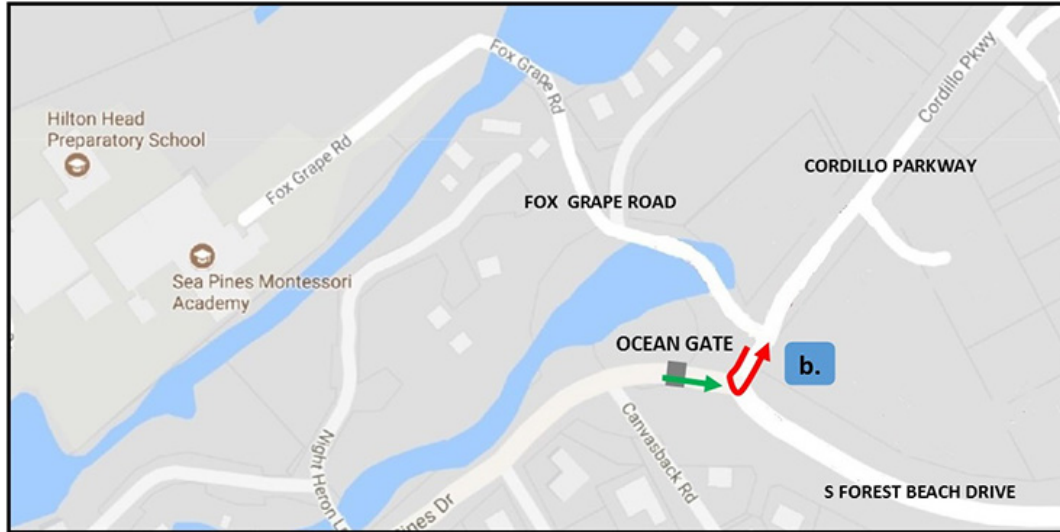 Fox Grape Rd
Cordillo Pkwy
Hilton Head
Preparatory School
CORDILLO PARKWAY
Fox Grape Rd
FOX GRAPE ROAD
Sea Pines Montessori
Academy
OCEAN GATE
b.
Canvasback Rd
Night Heron Ln
S FOREST BEACH DRIVE
ines Dr